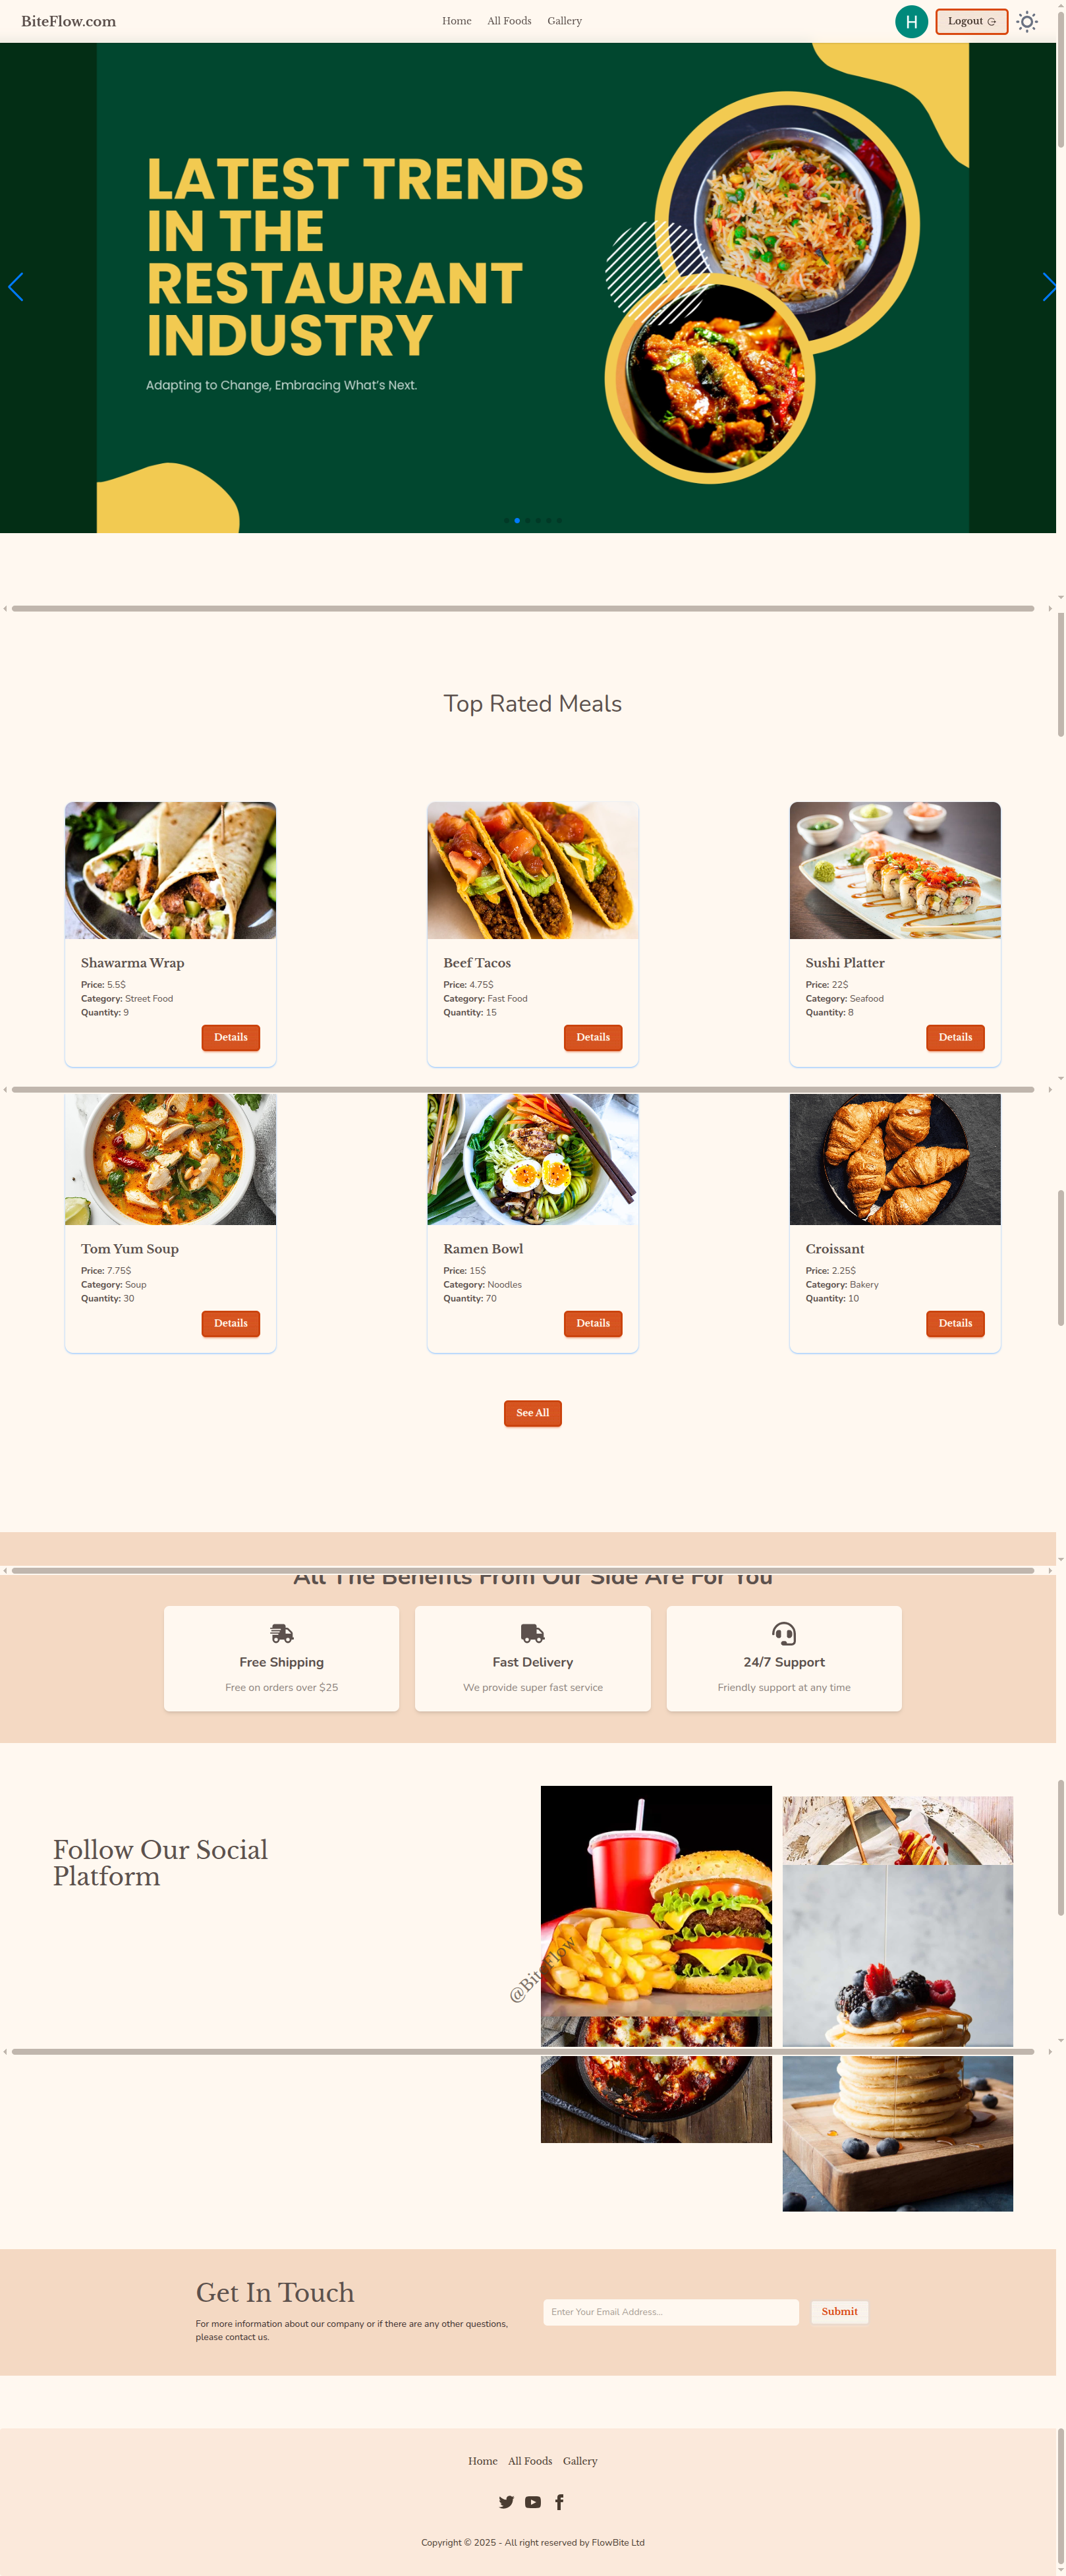 BiteFlow.com
Home All Foods Gallery
H
Logout
LATEST TRENDS
IN THE
RESTAURANT
INDUSTRY
Adapting to Change, Embracing What's Next.
Top Rated Meals
Shawarma Wrap
Price: 5.5$
Category: Street Food
Quantity: 9
Details
Beef Tacos
Price: 4.75$
Category: Fast Food
Quantity: 15
Details
Sushi Platter
Price: 22$
Category: Seafood
Quantity: 8
Details
Tom Yum Soup
Price: 7.75$
Category: Soup
Quantity: 30
Details
Ramen Bowl
Price: 15$
Category: Noodles
Quantity: 70
Details
Croissant
Price: 2.25$
Category: Bakery
Quantity: 10
Details
See All
All The Benefits From Our Side Are For You
Free Shipping
Free on orders over $25
Fast Delivery
We provide super fast service
24/7 Support
Friendly support at any time
Follow Our Social
Platform
@BiteFlow
Get In Touch
For more information about our company or if there are any other questions,
please contact us.
Enter Your Email Address...
Submit
Home All Foods Gallery
Copyright © 2025 - All right reserved by FlowBite Ltd